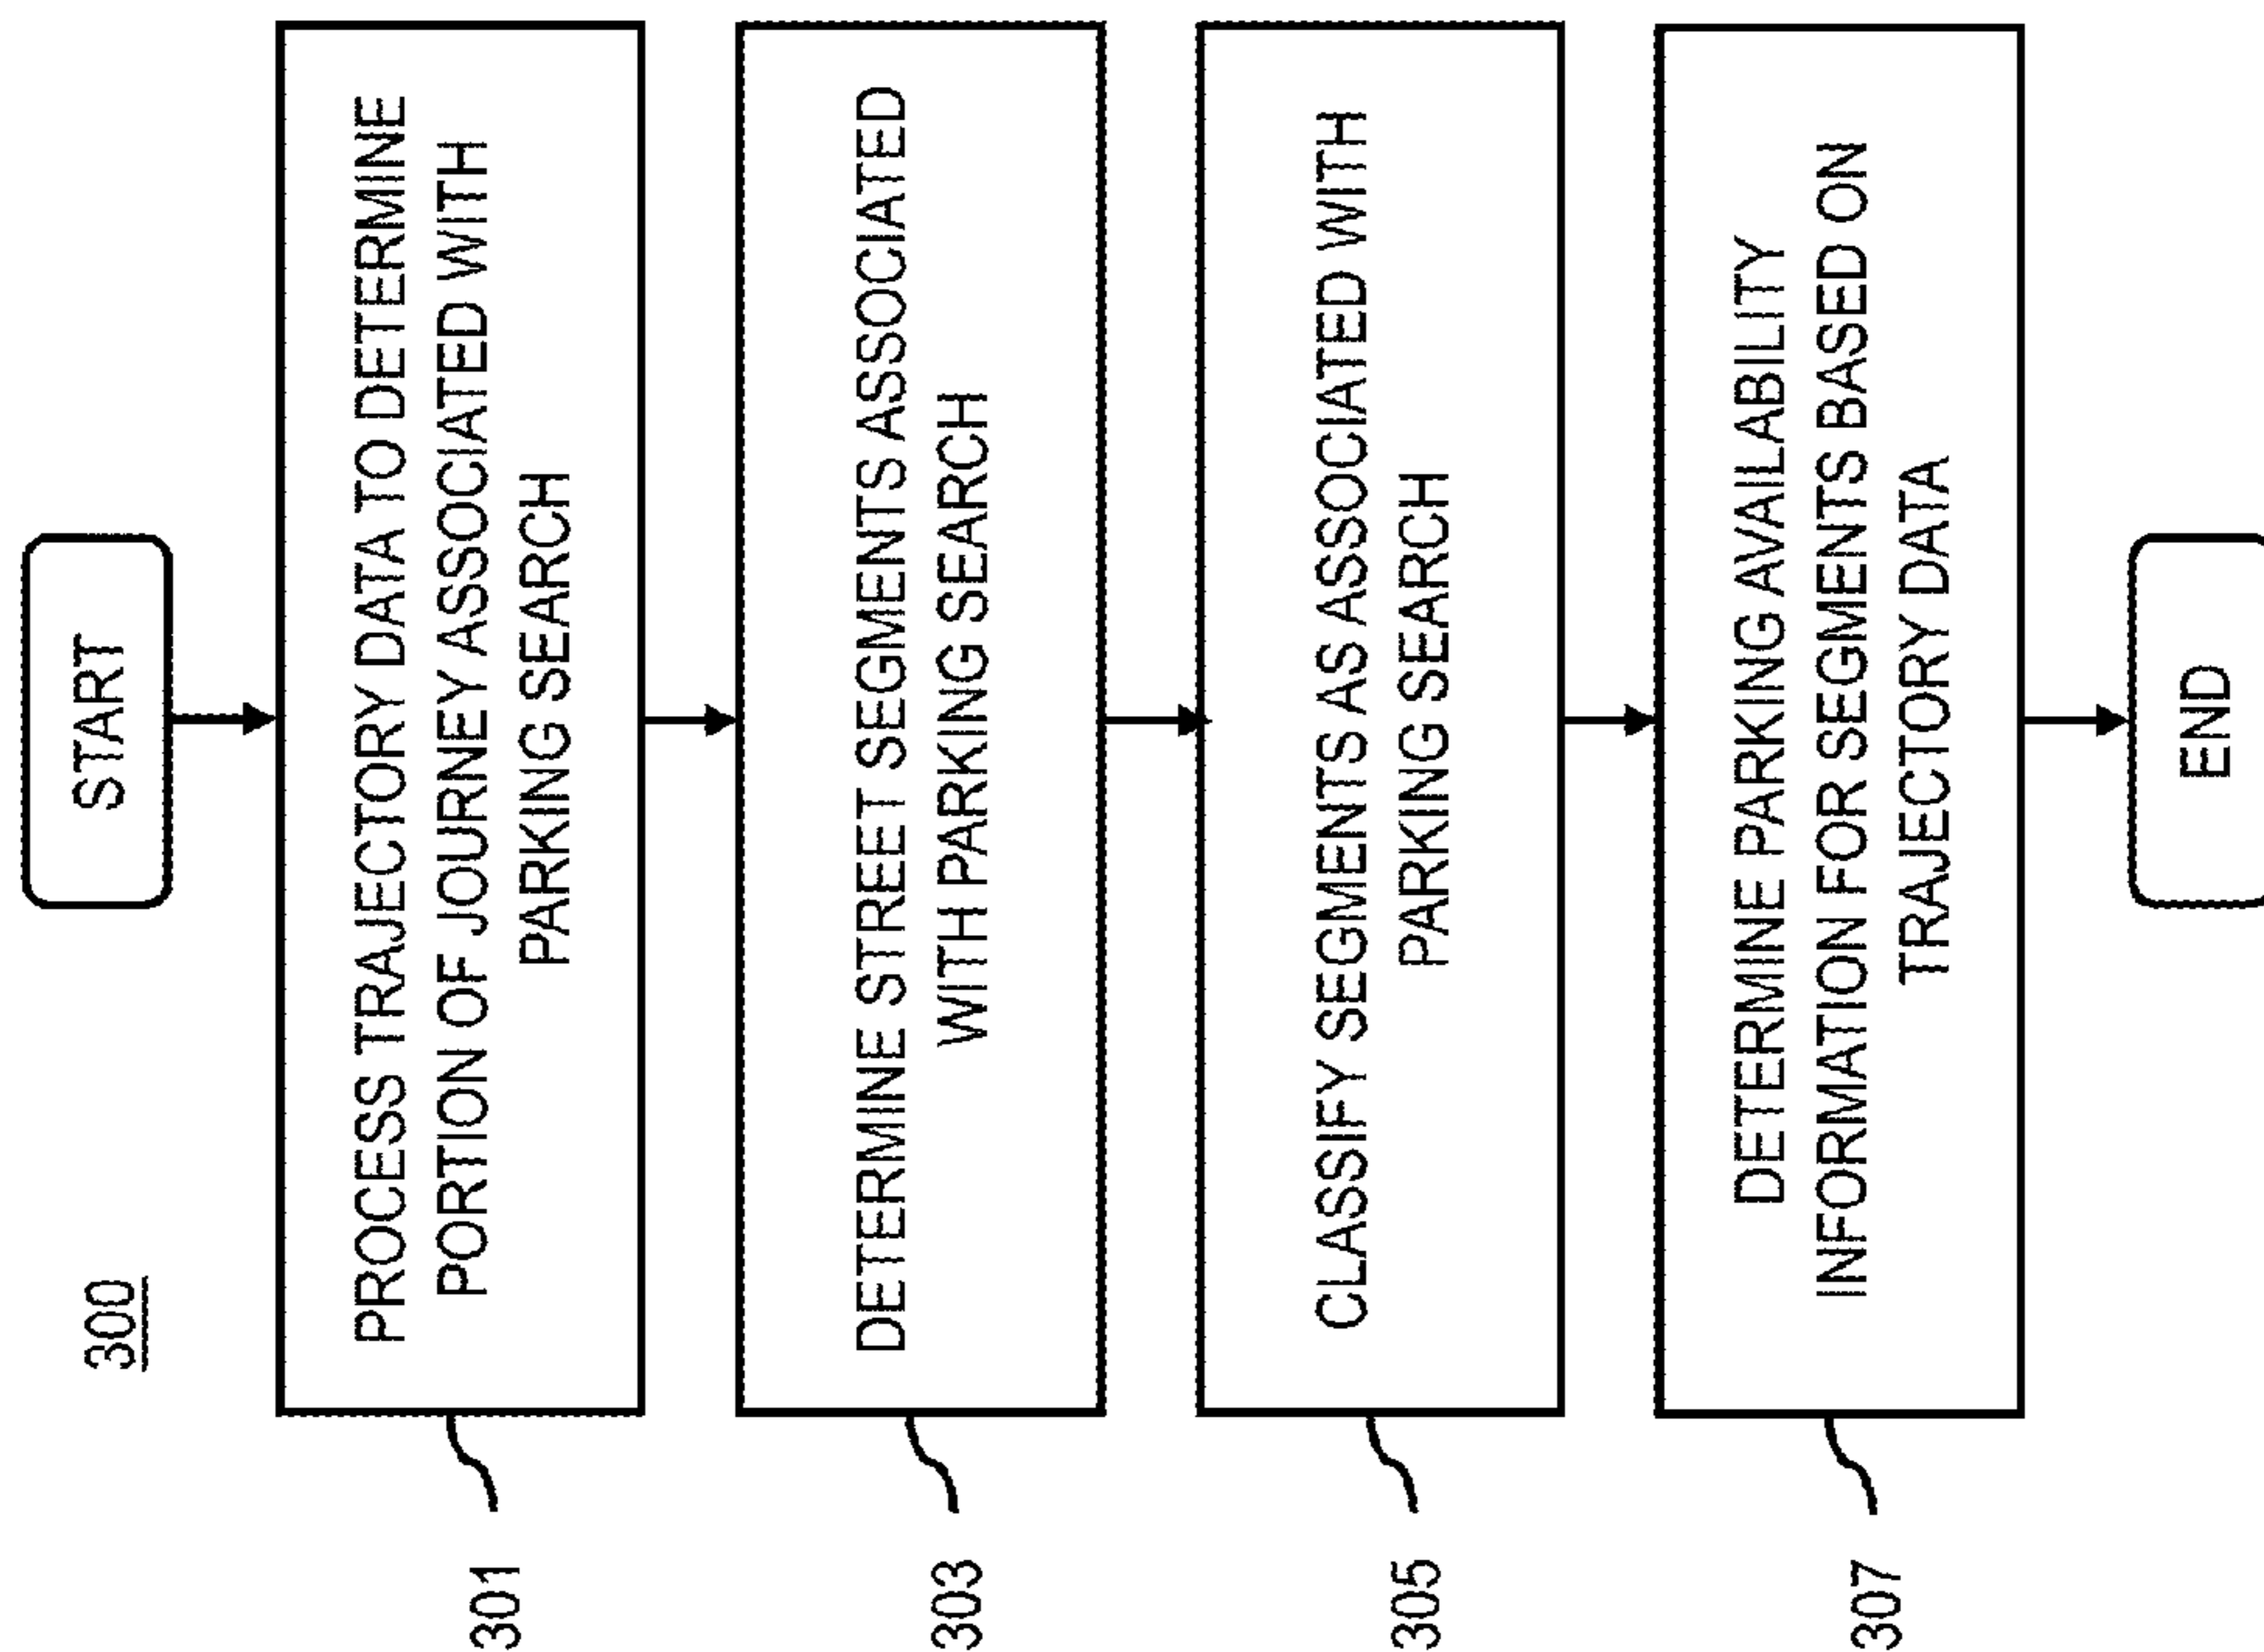 300
START
301
PROCESS TRAJECTORY DATA TO DETERMINE
PORTION OF JOURNEY ASSOCIATED WITH
PARKING SEARCH
303
DETERMINE STREET SEGMENTS ASSOCIATED
WITH PARKING SEARCH
305
CLASSIFY SEGMENTS AS ASSOCIATED WITH
PARKING SEARCH
307
DETERMINE PARKING AVAILABILITY
INFORMATION FOR SEGMENTS BASED ON
TRAJECTORY DATA
END